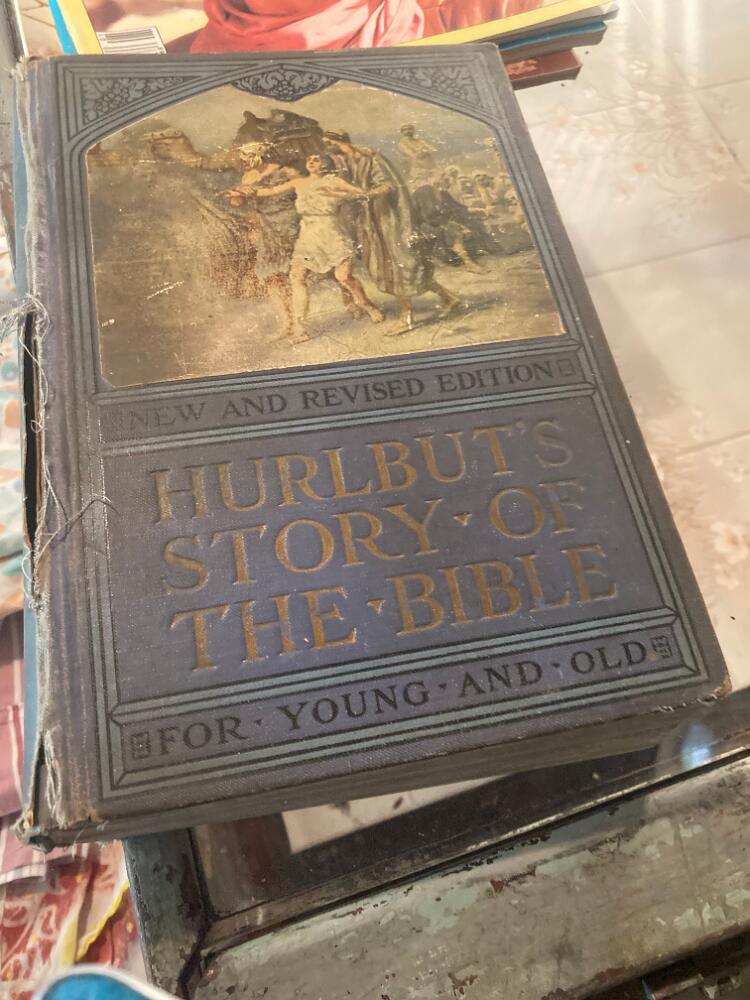 NEW AND REVISED EDITION
HURLBUT'S
STORY · OF
THE · BIBLE
FOR · YOUNG · AND · OLD